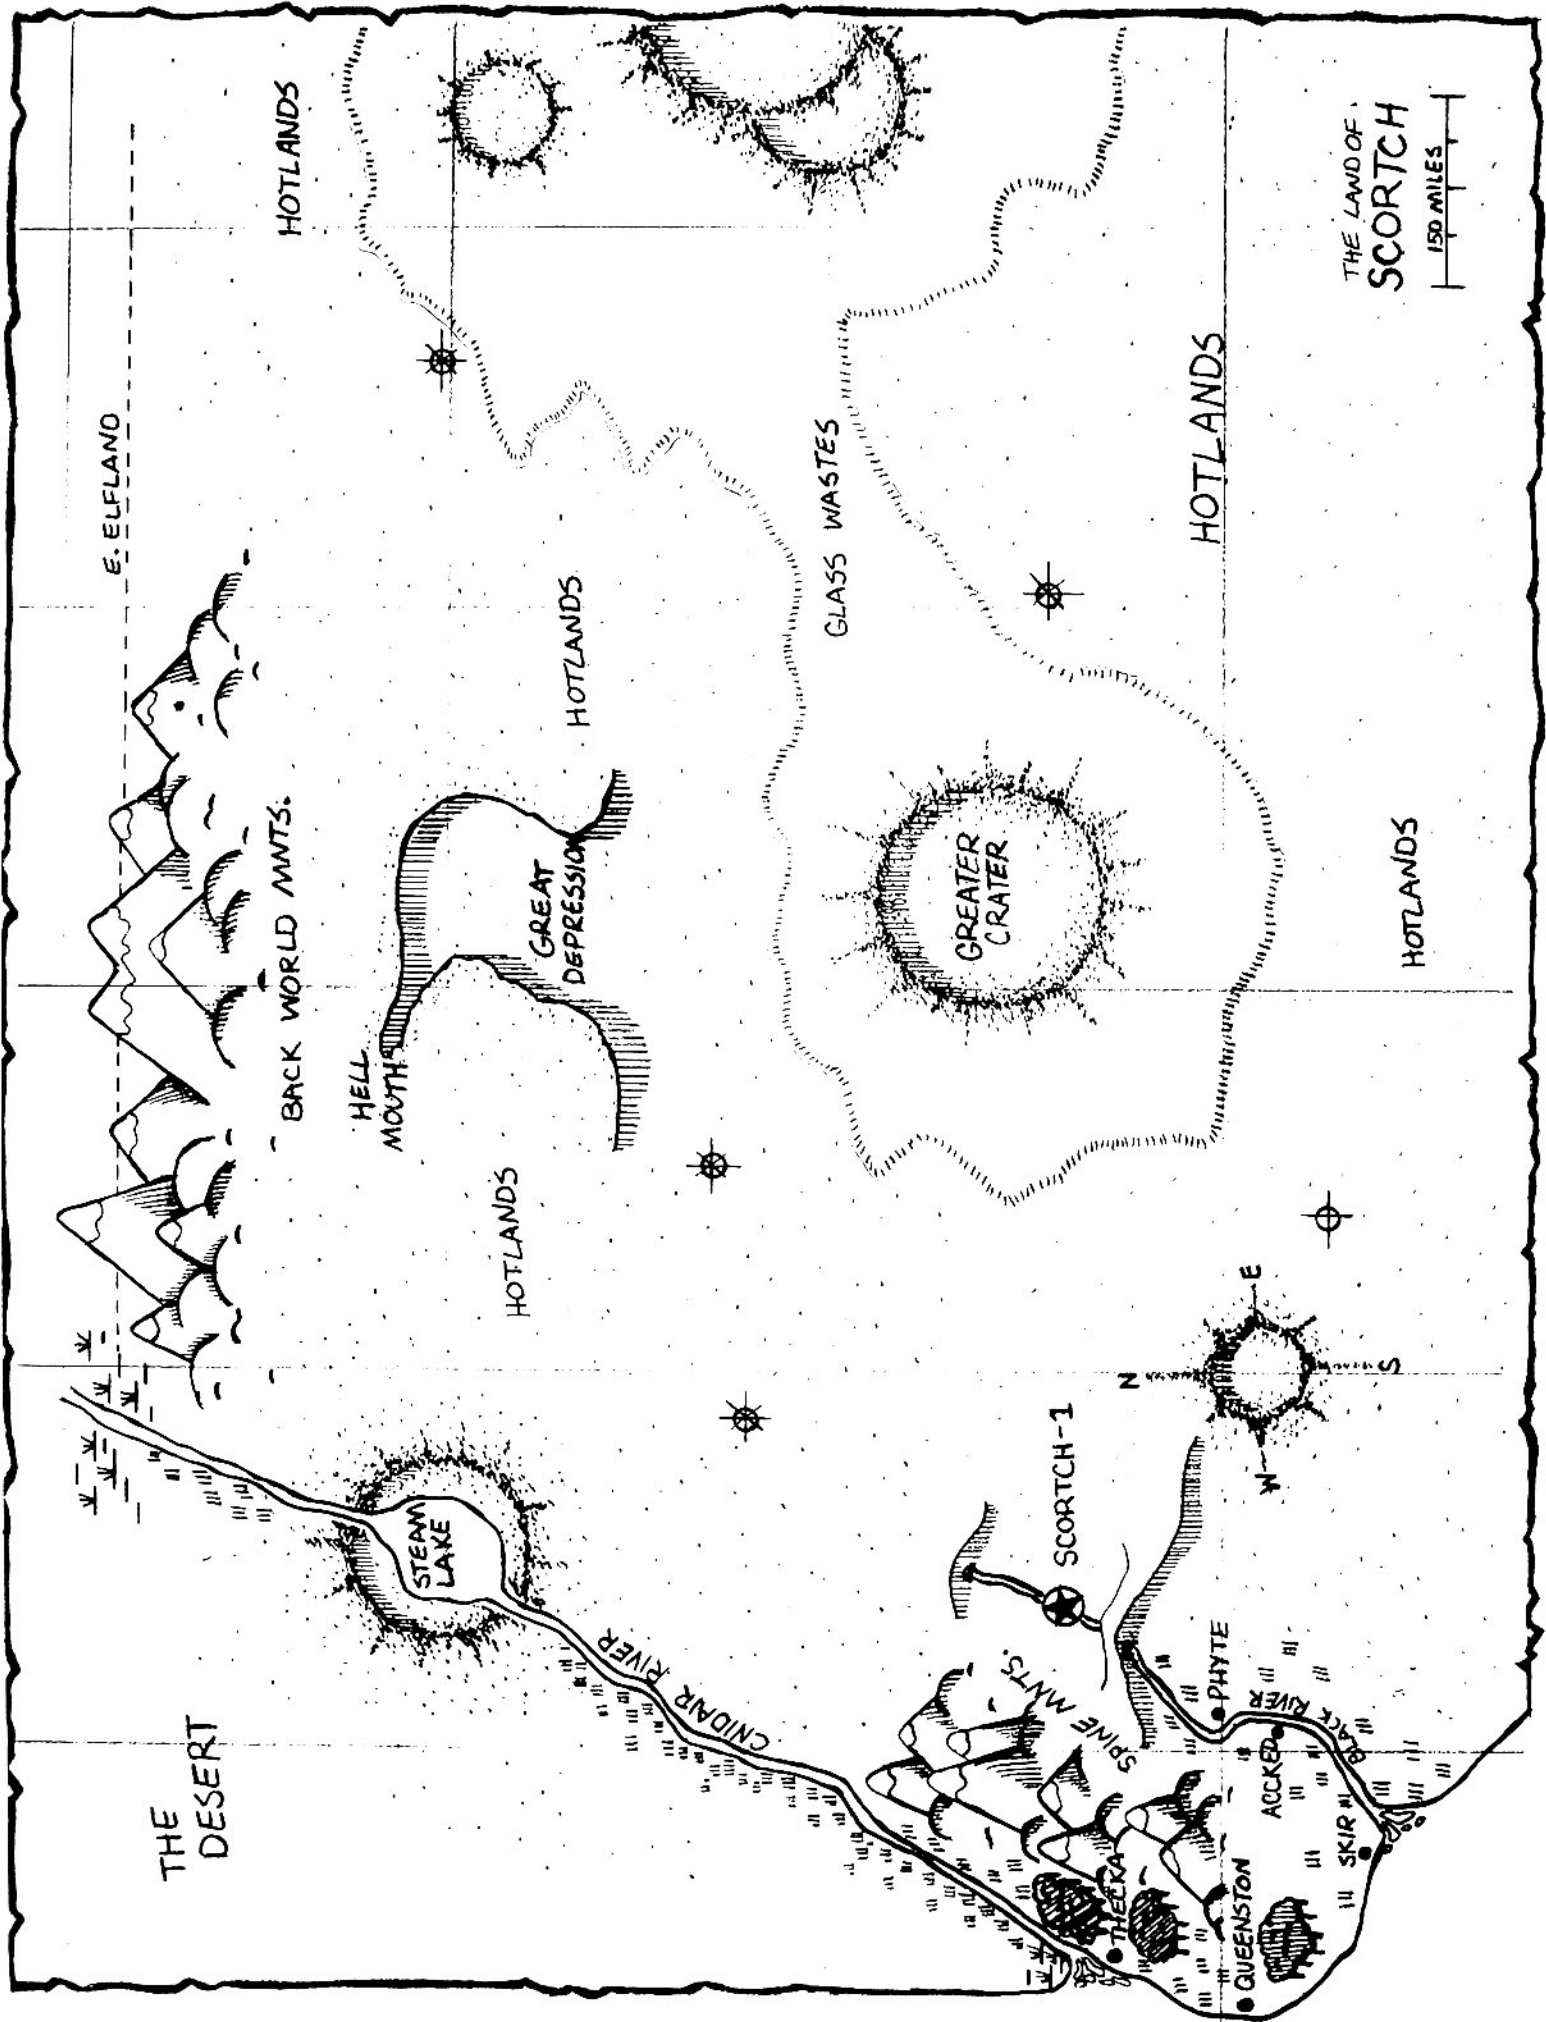 THE
DESERT
E. ELFLAND
BACK WORLD MNTS.
HOTLANDS
HELL
MOUTH
GREAT
DEPRESSION
HOTLANDS
HOTLANDS
STEAM
LAKE
CNIDAIR RIVER
GLASS WASTES
GREATER
CRATER
SPINE MNTS.
SCORTCH-1
THECKA
QUEENSTON
PHYTE
ACCKED
BLACK RIVER
SKIR
N
W
E
S
HOTLANDS
HOTLANDS
THE LAND OF.
SCORTCH
150 MILES